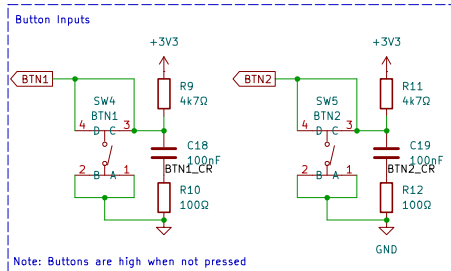 Button Inputs
+3V3
+3V3
BTN1
BTN2
R9
4k7Ω
R11
4k7Ω
SW4
BTN1
SW5
BTN2
4 D C 3
4 D C 3
C18
100nF
C19
100nF
BTN1_CR
BTN2_CR
2 B A 1
2 B A 1
R10
100Ω
R12
100Ω
GND
Note: Buttons are high when not pressed